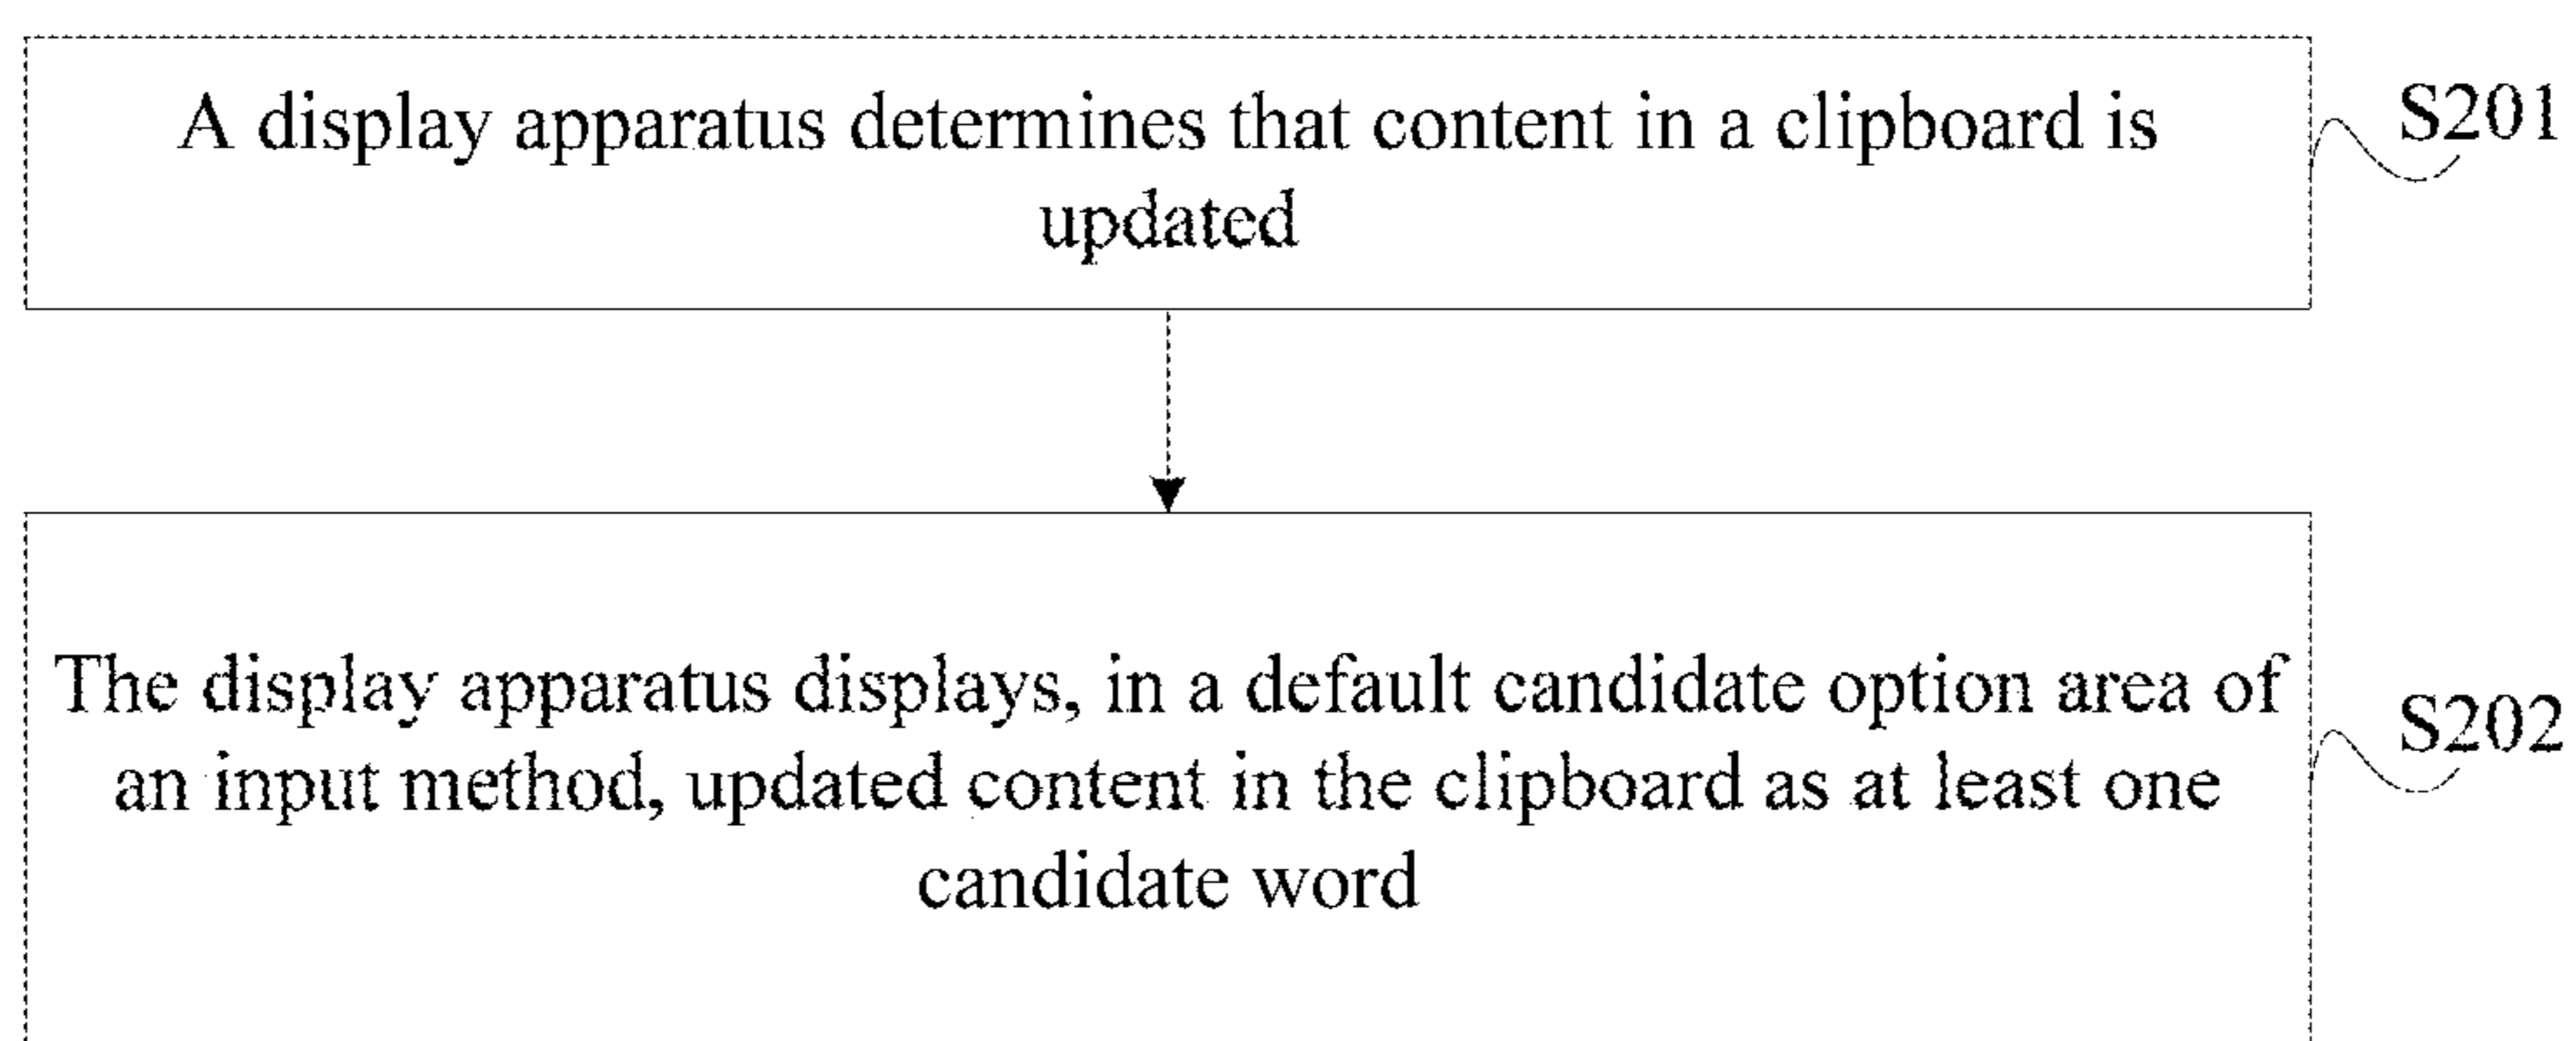 A display apparatus determines that content in a clipboard is
updated
S201
The display apparatus displays, in a default candidate option area of
an input method, updated content in the clipboard as at least one
candidate word
S202